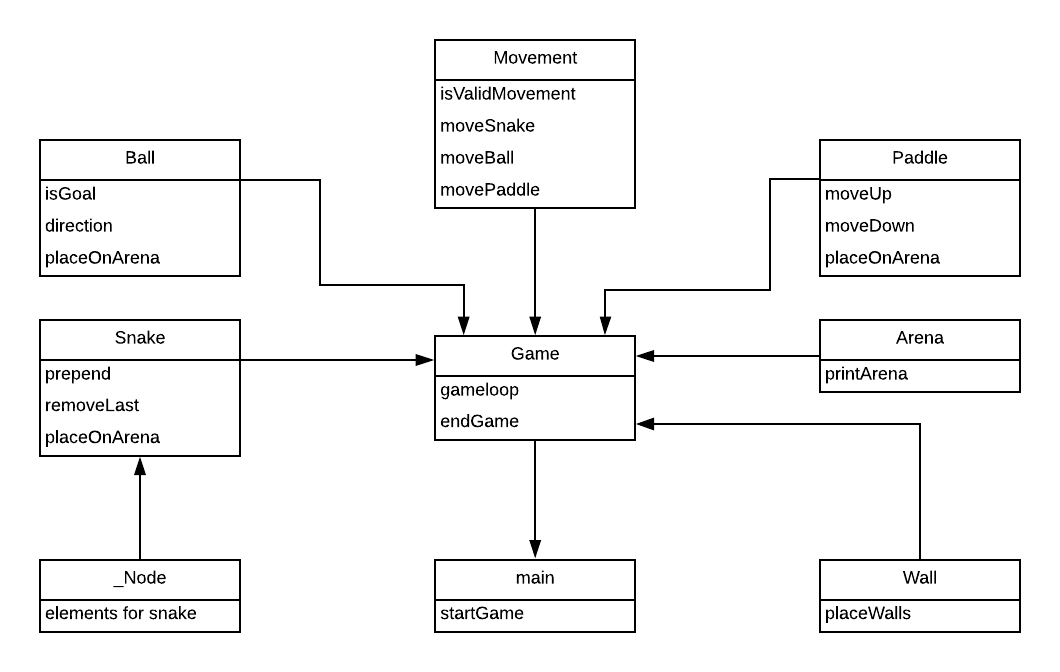 Movement
isValidMovement
moveSnake
moveBall
movePaddle
Ball
isGoal
direction
placeOnArena
Paddle
moveUp
moveDown
placeOnArena
Snake
prepend
removeLast
placeOnArena
Game
gameloop
endGame
Arena
printArena
_Node
elements for snake
main
startGame
Wall
placeWalls